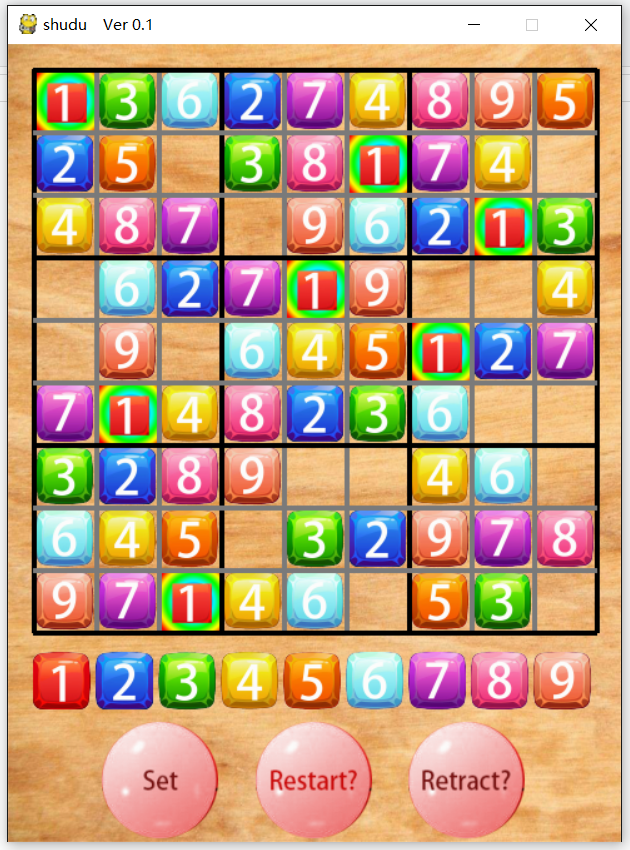 shudu Ver 0.1
1 3 6 2 7 4 8 9 5
2 5 3 8 1 7 4
4 8 7 9 6 2 1 3
6 2 7 1 9 4
9 6 4 5 1 2 7
7 1 4 8 2 3 6
3 2 8 9 4 6
6 4 5 3 2 9 7 8
9 7 1 4 6 5 3
1 2 3 4 5 6 7 8 9
Set Restart? Retract?